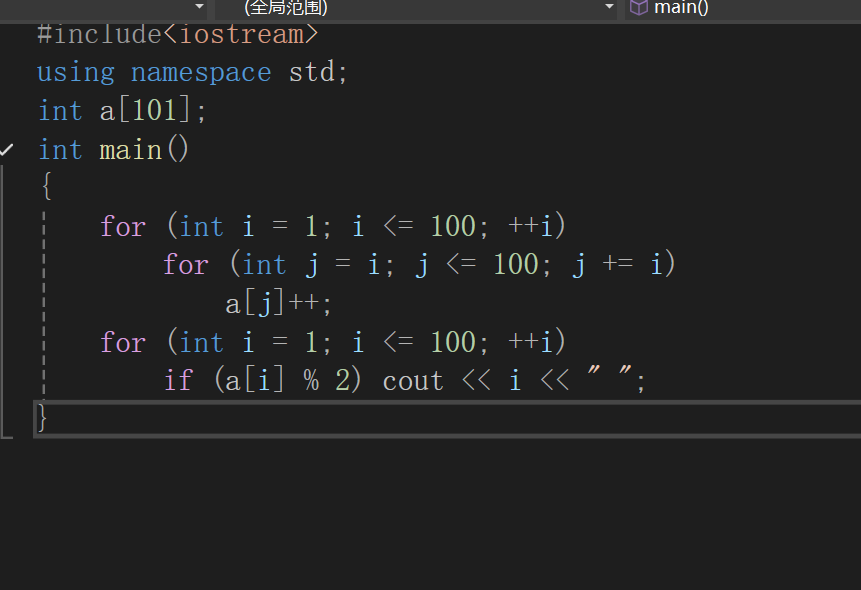 (全局范围) main()
#include<iostream>
using namespace std;
int a[101];
int main()
{
    for (int i = 1; i <= 100; ++i)
        for (int j = i; j <= 100; j += i)
            a[j]++;
    for (int i = 1; i <= 100; ++i)
        if (a[i] % 2) cout << i << " ";
}